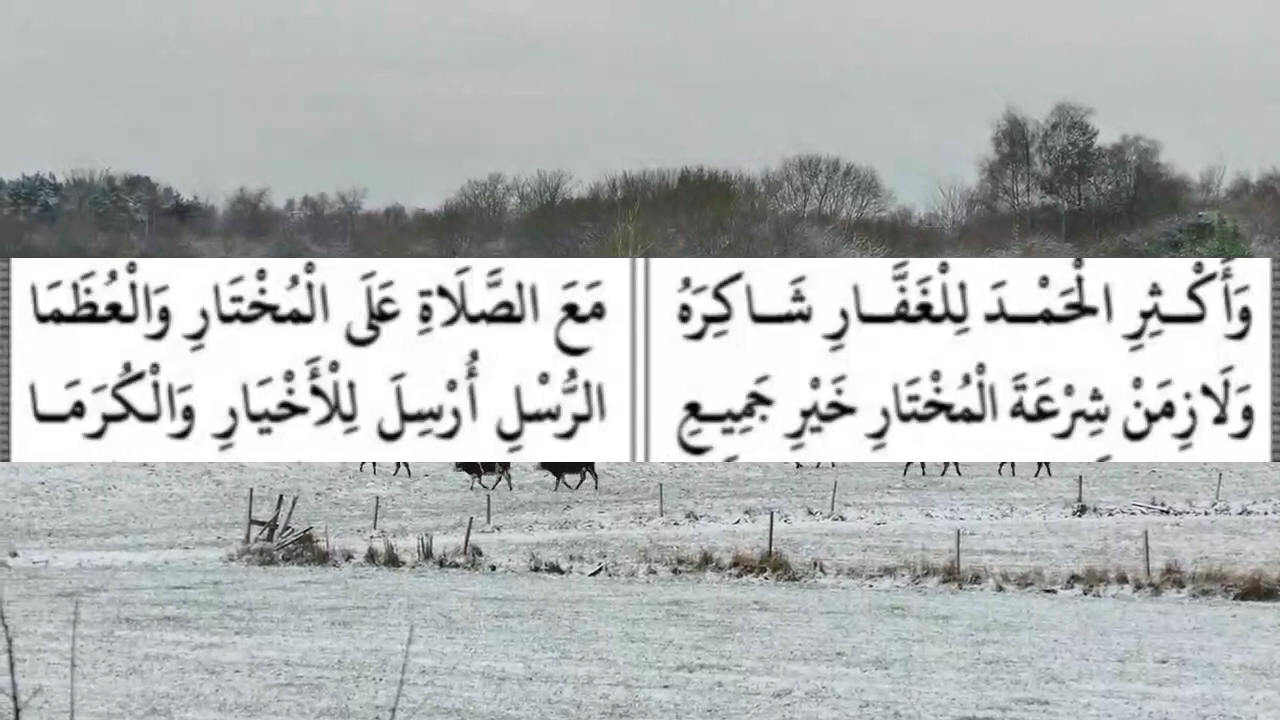 وَأَكْثِرِ الْحَمْدَ لِلْغَفَّارِ شَاكِرَهُ مَعَ الصَّلَاةِ عَلَى الْمُخْتَارِ وَالْعُظَمَا
وَلَازِمَنْ شِرْعَةَ الْمُخْتَارِ خَيْرِ جَمِيعِ الرُّسْلِ أُرْسِلَ لِلْأَخْيَارِ وَالْكُرَمَا